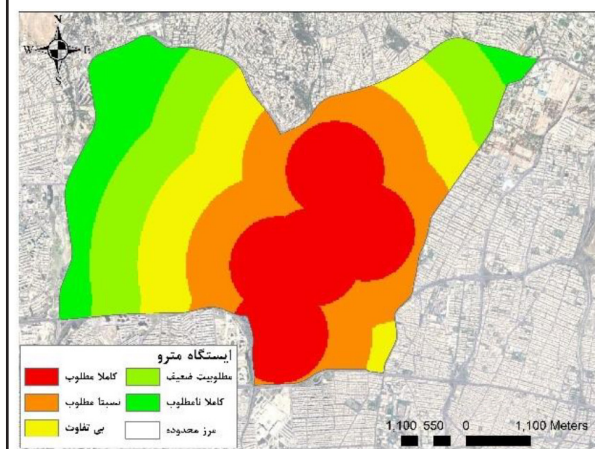 N
W E
S
ایستگاه مترو
کاملا مطلوب مطلوبیت ضعیف
نسبتا مطلوب کاملا نامطلوب
بی تفاوت مرز محدوده
1,100 550 0 1,100 Meters